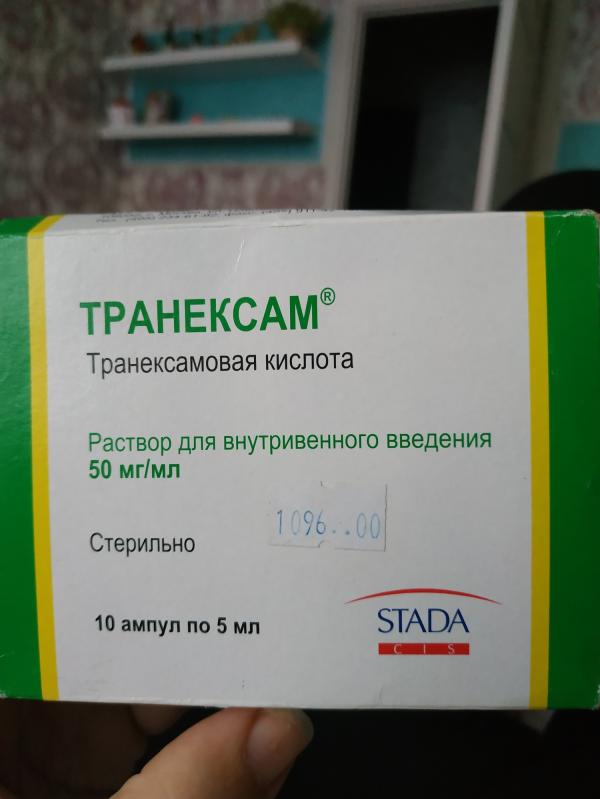 ТРАНЕКСАМ®
Транексамовая кислота
Раствор для внутривенного введения
50 мг/мл
1096..00
Стерильно
10 ампул по 5 мл
STADA
CIS